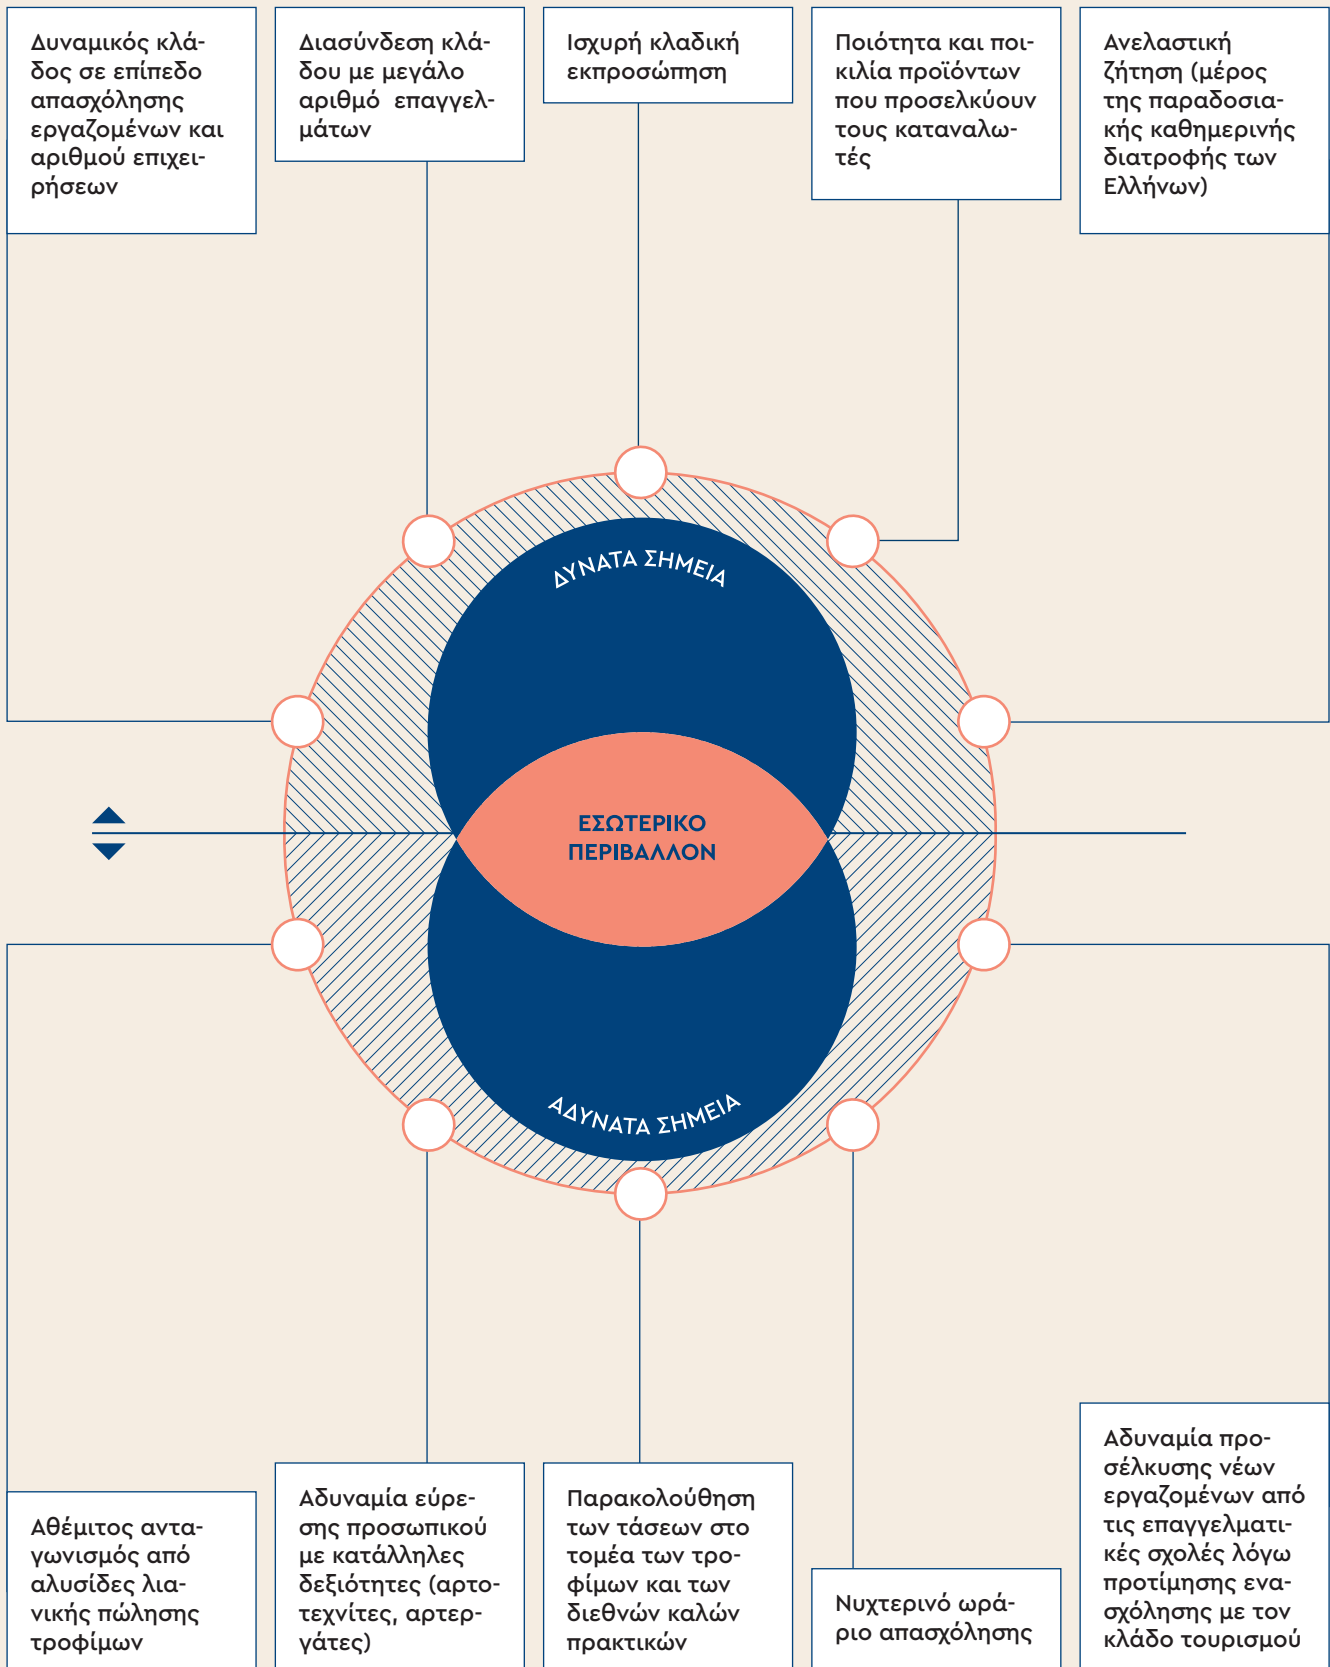 Δυναμικός κλά-
δος σε επίπεδο
απασχόλησης
εργαζομένων και
αριθμού επιχει-
ρήσεων
Διασύνδεση κλά-
δου με μεγάλο
αριθμό επαγγελ-
μάτων
Ισχυρή κλαδική
εκπροσώπηση
Ποιότητα και ποι-
κιλία προϊόντων
που προσελκύουν
τους καταναλω-
τές
Ανελαστική
ζήτηση (μέρος
της παραδοσια-
κής καθημερινής
διατροφής των
Ελλήνων)
ΔΥΝΑΤΑ ΣΗΜΕΙΑ
ΕΣΩΤΕΡΙΚΟ
ΠΕΡΙΒΑΛΛΟΝ
ΑΔΥΝΑΤΑ ΣΗΜΕΙΑ
Αθέμιτος αντα-
γωνισμός από
αλυσίδες λια-
νικής πώλησης
τροφίμων
Αδυναμία εύρε-
σης προσωπικού
με κατάλληλες
δεξιότητες (αρτο-
τεχνίτες, αρτερ-
γάτες)
Παρακολούθηση
των τάσεων στο
τομέα των τρο-
φίμων και των
διεθνών καλών
πρακτικών
Νυχτερινό ωρά-
ριο απασχόλησης
Αδυναμία προ-
σέλκυσης νέων
εργαζομένων από
τις επαγγελματι-
κές σχολές λόγω
προτίμησης ενα-
σχόλησης με τον
κλάδο τουρισμού